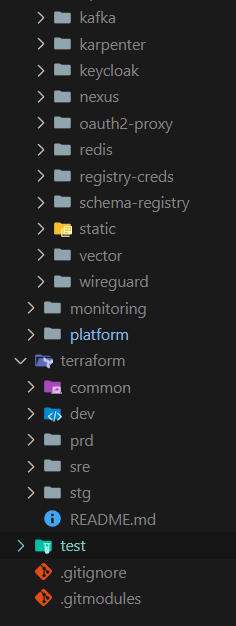 kafka
karpenter
keycloak
nexus
oauth2-proxy
redis
registry-creds
schema-registry
static
vector
wireguard
monitoring
platform
terraform
common
dev
prd
sre
stg
README.md
test
.gitignore
.gitmodules